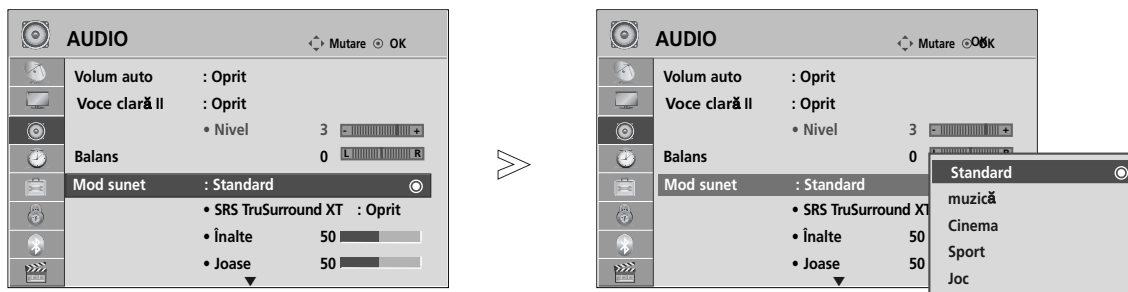 AUDIO
Mutare OK
Volum auto : Oprit
Voce clară II : Oprit
• Nivel 3 - +
Balans 0 L R
Mod sunet : Standard
• SRS TruSurround XT : Oprit
• Înalte 50
• Joase 50
▼
>
AUDIO
Mutare OK
Volum auto : Oprit
Voce clară II : Oprit
• Nivel 3 - +
Balans 0
Mod sunet : Standard
• SRS TruSurround XT
• Înalte 50
• Joase 50
▼
Standard
muzică
Cinema
Sport
Joc